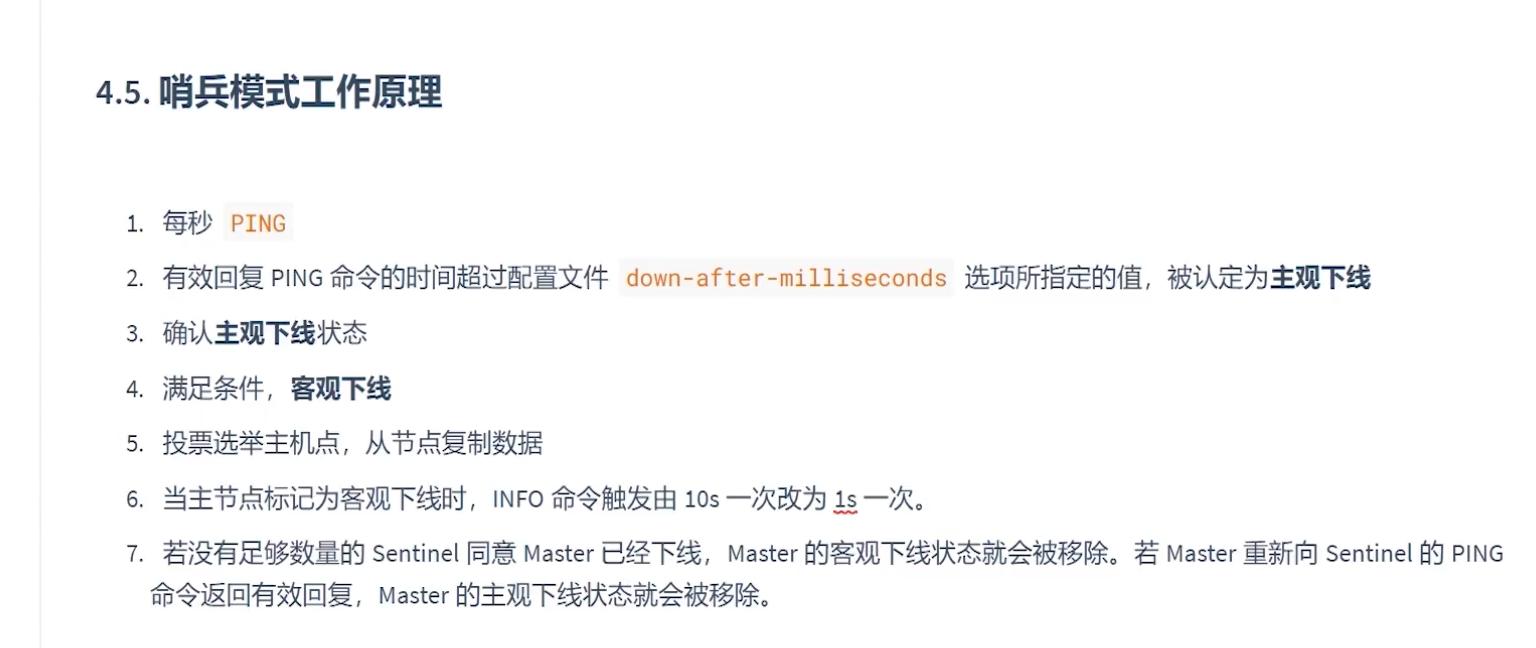 4.5. 哨兵模式工作原理
1. 每秒 PING
2. 有效回复 PING 命令的时间超过配置文件 down-after-milliseconds 选项所指定的值，被认定为主观下线
3. 确认主观下线状态
4. 满足条件，客观下线
5. 投票选举主机点，从节点复制数据
6. 当主节点标记为客观下线时，INFO 命令触发由 10s 一次改为 1s 一次。
7. 若没有足够数量的 Sentinel 同意 Master 已经下线，Master 的客观下线状态就会被移除。若 Master 重新向 Sentinel 的 PING
命令返回有效回复，Master 的主观下线状态就会被移除。